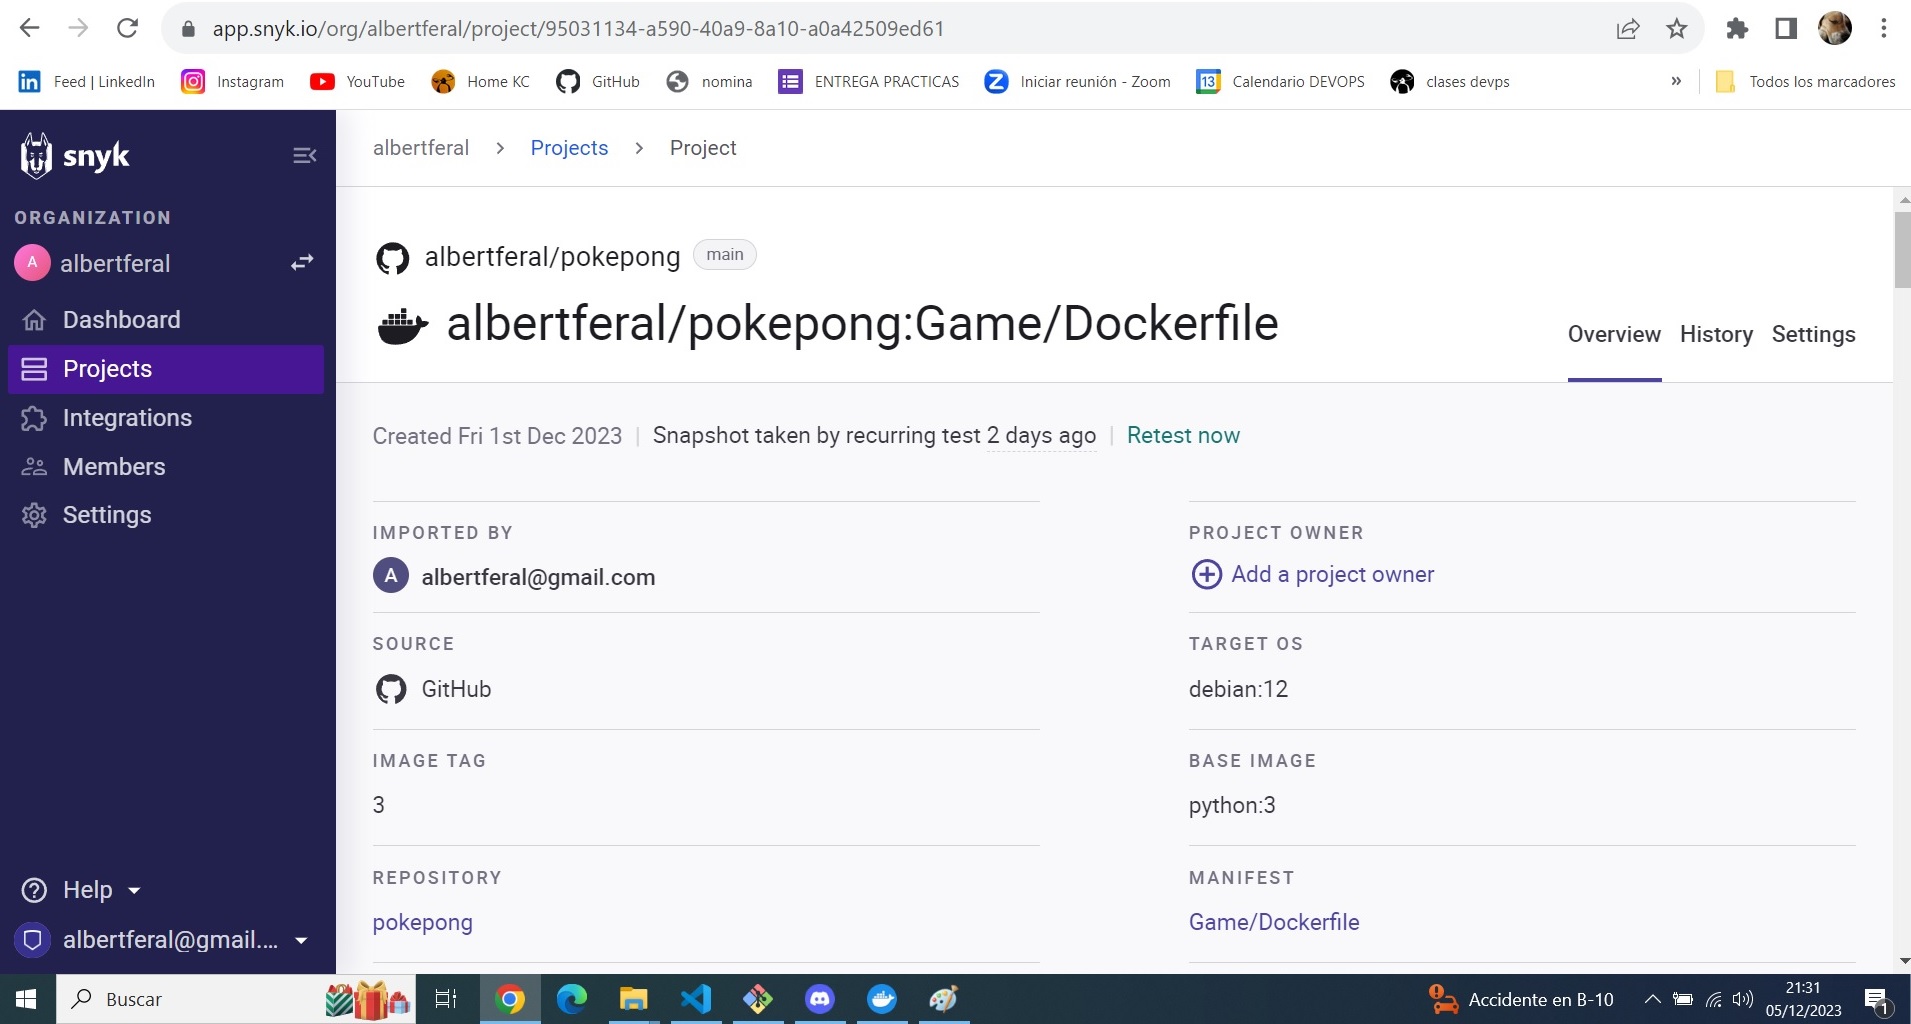 app.snyk.io/org/albertferal/project/95031134-a590-40a9-8a10-a0a42509ed61
Feed | LinkedIn
Instagram
YouTube
Home KC
GitHub
nomina
ENTREGA PRACTICAS
Iniciar reunión - Zoom
13
Calendario DEVOPS
clases devps
»
Todos los marcadores
snyk
ORGANIZATION
A albertferal
Dashboard
Projects
Integrations
Members
Settings
Help
albertferal@gmail....
albertferal > Projects > Project
albertferal/pokepong main
albertferal/pokepong:Game/Dockerfile
Overview History Settings
Created Fri 1st Dec 2023 | Snapshot taken by recurring test 2 days ago | Retest now
IMPORTED BY
A albertferal@gmail.com
PROJECT OWNER
Add a project owner
SOURCE
GitHub
TARGET OS
debian:12
IMAGE TAG
3
BASE IMAGE
python:3
REPOSITORY
pokepong
MANIFEST
Game/Dockerfile
Buscar
Accidente en B-10
21:31
05/12/2023
1